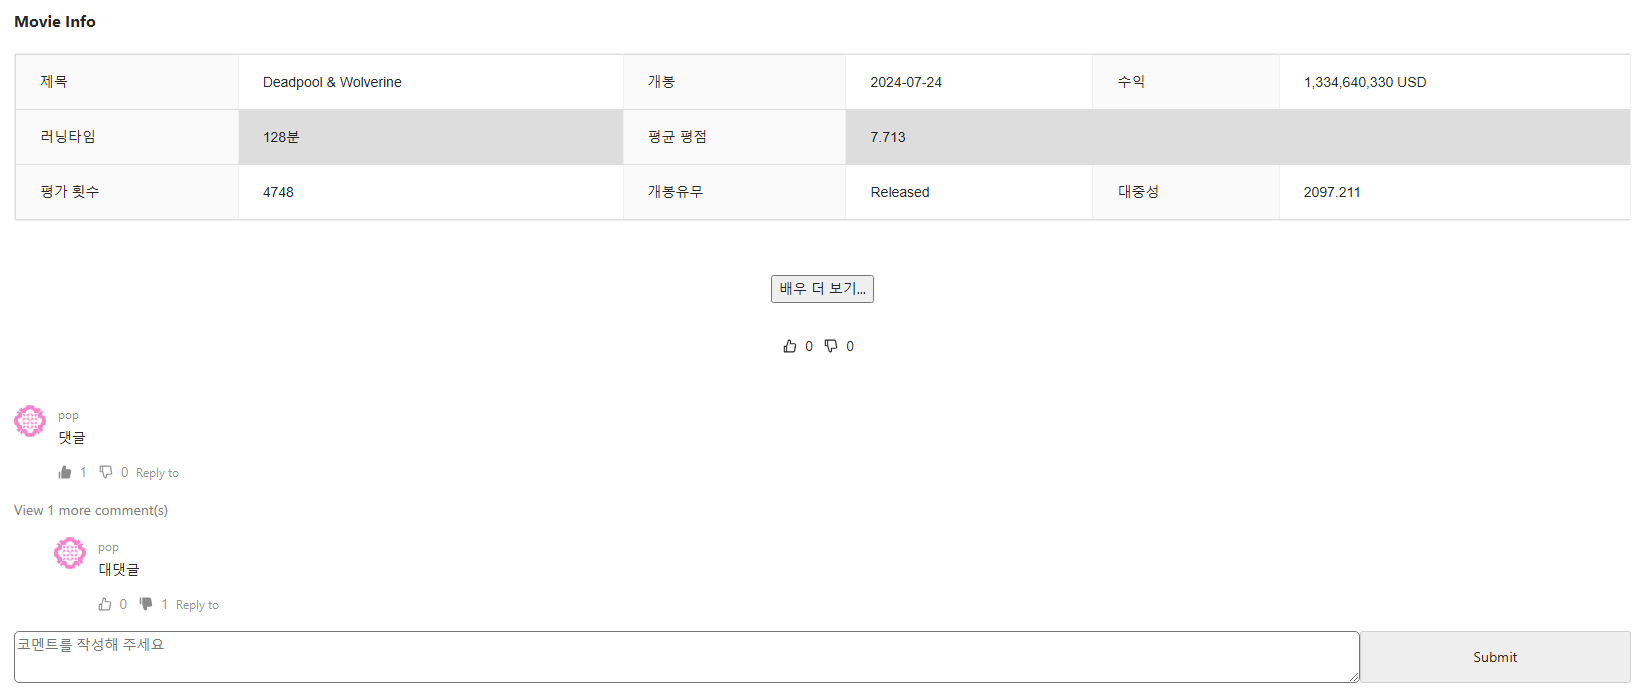 Movie Info
제목 Deadpool & Wolverine 개봉 2024-07-24 수익 1,334,640,330 USD
러닝타임 128분 평균 평점 7.713
평가 횟수 4748 개봉유무 Released 대중성 2097.211
배우 더 보기...
0 0
pop
댓글
1 0 Reply to
View 1 more comment(s)
pop
대댓글
0 1 Reply to
코멘트를 작성해 주세요 Submit